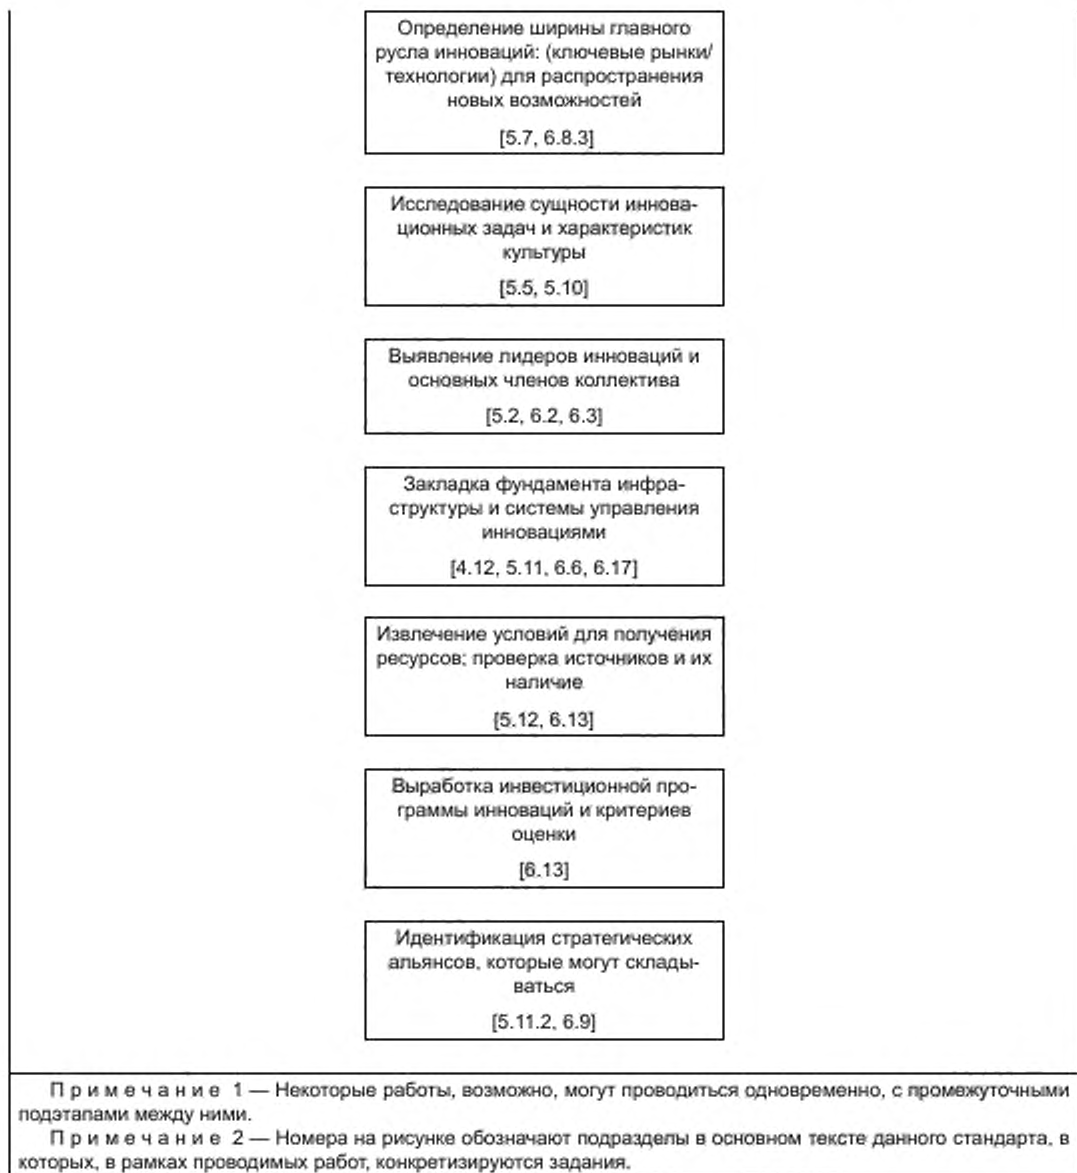 Определение ширины главного
русла инноваций: (ключевые рынки/
технологии) для распространения
новых возможностей
[5.7, 6.8.3]
Исследование сущности иннова-
ционных задач и характеристик
культуры
[5.5, 5.10]
Выявление лидеров инноваций и
основных членов коллектива
[5.2, 6.2, 6.3]
Закладка фундамента инфра-
структуры и системы управления
инновациями
[4.12, 5.11, 6.6, 6.17]
Извлечение условий для получения
ресурсов; проверка источников и их
наличие
[5.12, 6.13]
Выработка инвестиционной про-
граммы инноваций и критериев
оценки
[6.13]
Идентификация стратегических
альянсов, которые могут склады-
ваться
[5.11.2, 6.9]
Примечание 1 — Некоторые работы, возможно, могут проводиться одновременно, с промежуточными
подэтапами между ними.
Примечание 2 — Номера на рисунке обозначают подразделы в основном тексте данного стандарта, в
которых, в рамках проводимых работ, конкретизируются задания.